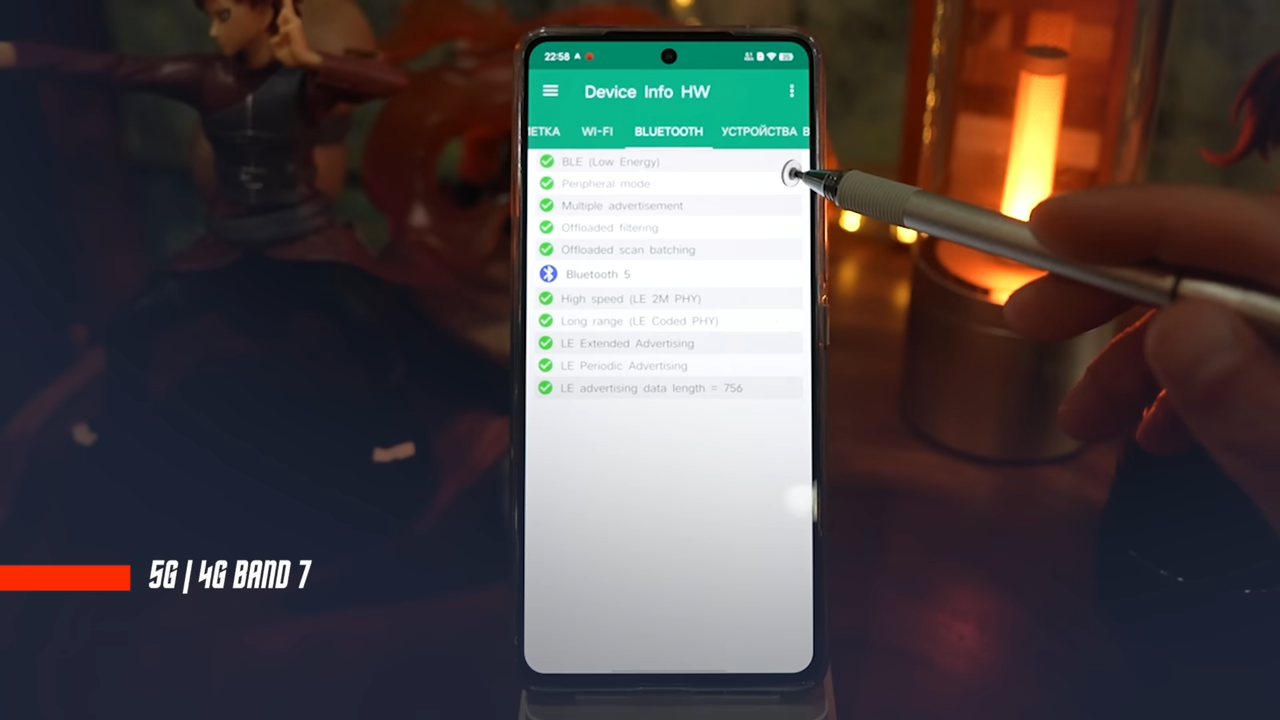 22:58
Device Info HW
WI-FI
BLUETOOTH
УСТРОЙСТВА В
BLE (Low Energy)
Peripheral mode
Multiple advertisement
Offloaded filtering
Offloaded scan batching
Bluetooth 5
High speed (LE 2M PHY)
Long range (LE Coded PHY)
LE Extended Advertising
LE Periodic Advertising
LE advertising data length = 756
5G | 4G BAND 7